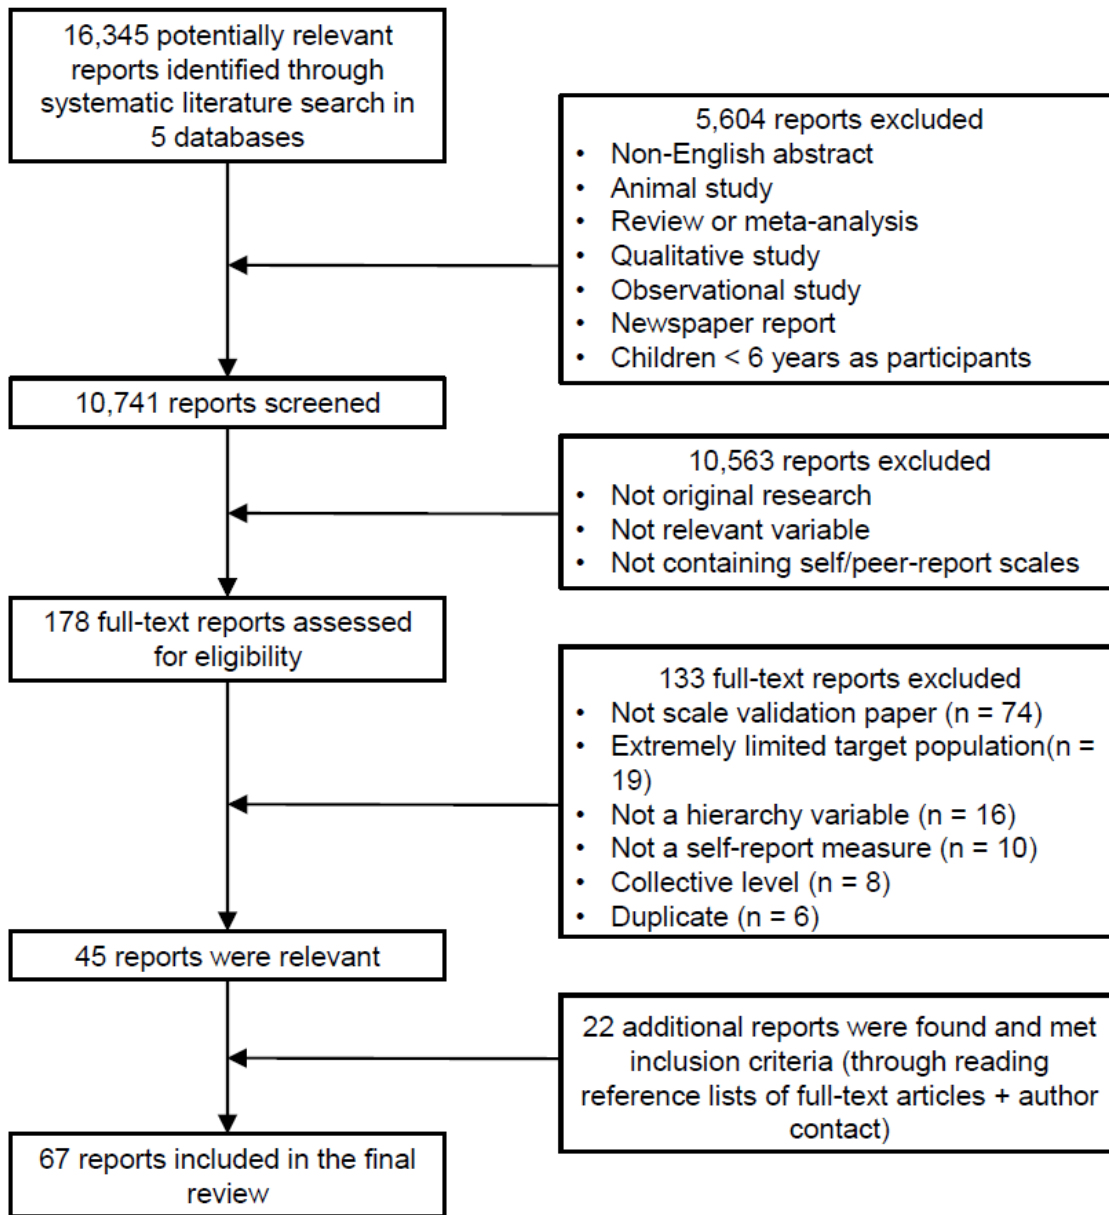 16,345 potentially relevant
reports identified through
systematic literature search in
5 databases
5,604 reports excluded
• Non-English abstract
• Animal study
• Review or meta-analysis
• Qualitative study
• Observational study
• Newspaper report
• Children < 6 years as participants
10,741 reports screened
10,563 reports excluded
• Not original research
• Not relevant variable
• Not containing self/peer-report scales
178 full-text reports assessed
for eligibility
133 full-text reports excluded
• Not scale validation paper (n = 74)
• Extremely limited target population(n =
19)
• Not a hierarchy variable (n = 16)
• Not a self-report measure (n = 10)
• Collective level (n = 8)
• Duplicate (n = 6)
45 reports were relevant
22 additional reports were found and met
inclusion criteria (through reading
reference lists of full-text articles + author
contact)
67 reports included in the final
review